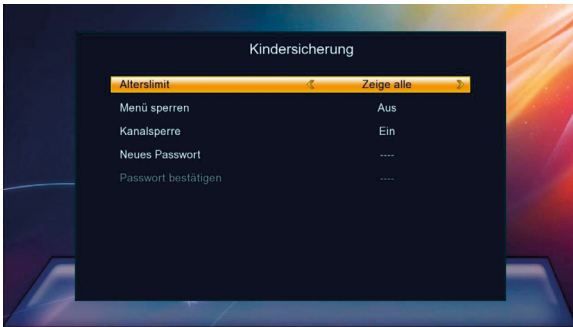 Kindersicherung
Alterslimit Zeige alle
Menü sperren Aus
Kanalsperre Ein
Neues Passwort ----
Passwort bestätigen ----